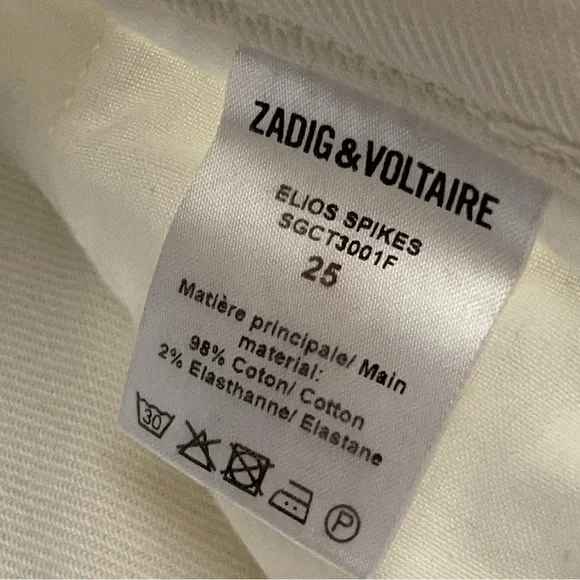 ZADIG&VOLTAIRE
ELIOS SPIKES
SGCT3001F
25
Matière principale/ Main
material:
98% Coton/ Cotton
2% Elasthanne/ Elastane
30
P